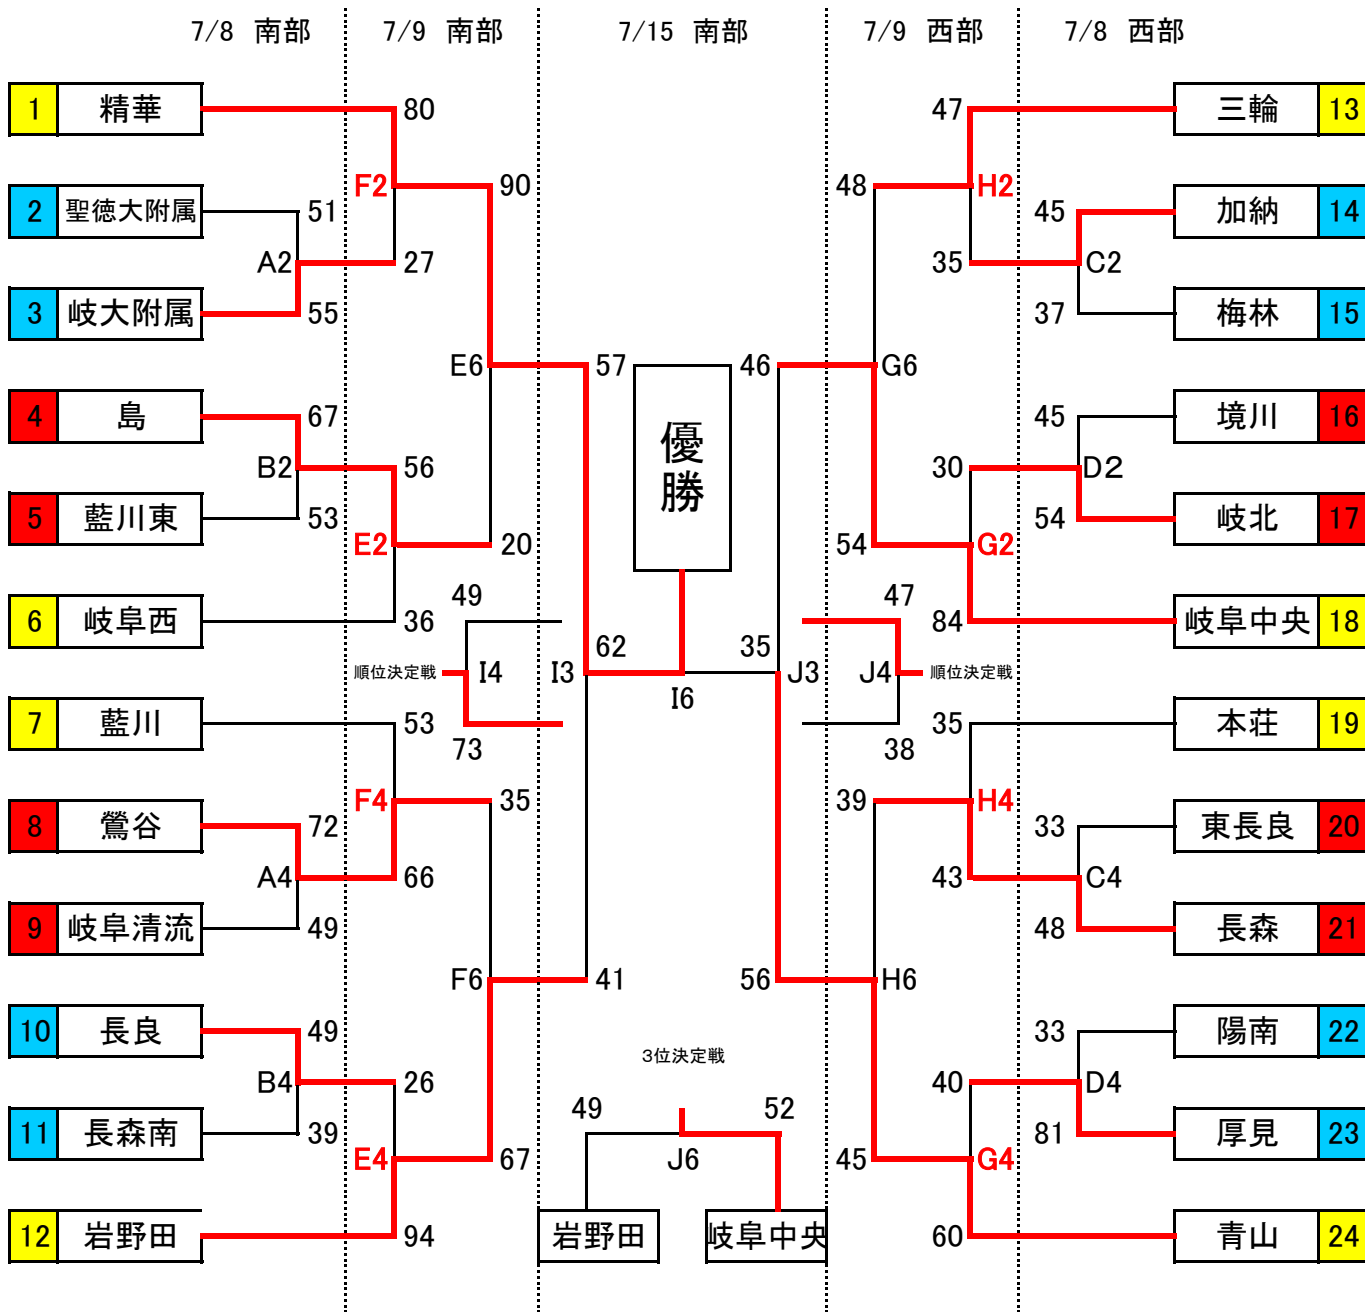 7/8 南部
7/9 南部
7/15 南部
7/9 西部
7/8 西部
1 精華
80
47
三輪 13
F2
90
48
H2
2 聖徳大附属
51
45
加納 14
A2
27
35
C2
3 岐大附属
55
37
梅林 15
E6
57
46
G6
4 島
67
45
境川 16
優勝
B2
56
30
D2
5 藍川東
53
54
岐北 17
E2
20
54
G2
49
47
6 岐阜西
36
84
岐阜中央 18
62
35
順位決定戦
I4
I3
J3
J4
順位決定戦
I6
7 藍川
53
35
本荘 19
73
38
F4
35
39
H4
8 鶯谷
72
33
東長良 20
A4
66
43
C4
9 岐阜清流
49
48
長森 21
F6
41
56
H6
10 長良
49
33
陽南 22
3位決定戦
B4
26
40
D4
49
52
11 長森南
39
81
厚見 23
E4
67
J6
45
G4
12 岩野田
94
岩野田
岐阜中央
60
青山 24